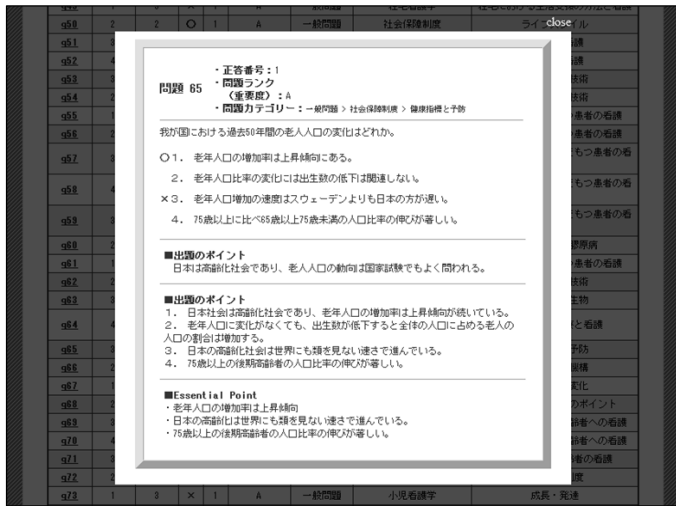 close
q50 2 2 ○ 1 A 一般問題 社会保障制度
q51
q52
q53
q54
q55
q56
q57
q58
q59
q60
q61
q62
q63
q64
q65
q66
q67
q68
q69
q70
q71
q72
q73 1 3 × 1 A 一般問題 小児看護学 成長・発達
問題 65
・正答番号：1
・問題ランク
（重要度）：A
・問題カテゴリー：一般問題 > 社会保障制度 > 健康指標と予防
我が国における過去50年間の老人人口の変化はどれか。
○1． 老年人口の増加率は上昇傾向にある。
2． 老年人口比率の変化には出生数の低下は関連しない。
×3． 老年人口増加の速度はスウェーデンよりも日本の方が遅い。
4． 75歳以上に比べ65歳以上75歳未満の人口比率の伸びが著しい。
■出題のポイント
日本は高齢化社会であり、老人人口の動向は国家試験でもよく問われる。
■出題のポイント
1． 日本社会は高齢化社会であり、老年人口の増加率は上昇傾向が続いている。
2． 老年人口に変化がなくても、出生数が低下すると全体の人口に占める老人の
人口の割合は増加する。
3． 日本の高齢化社会は世界にも類を見ない速さで進んでいる。
4． 75歳以上の後期高齢者の人口比率の伸びが著しい。
■Essential Point
・老年人口の増加率は上昇傾向
・日本の高齢化は世界にも類を見ない速さで進んでいる。
・75歳以上の後期高齢者の人口比率の伸びが著しい。